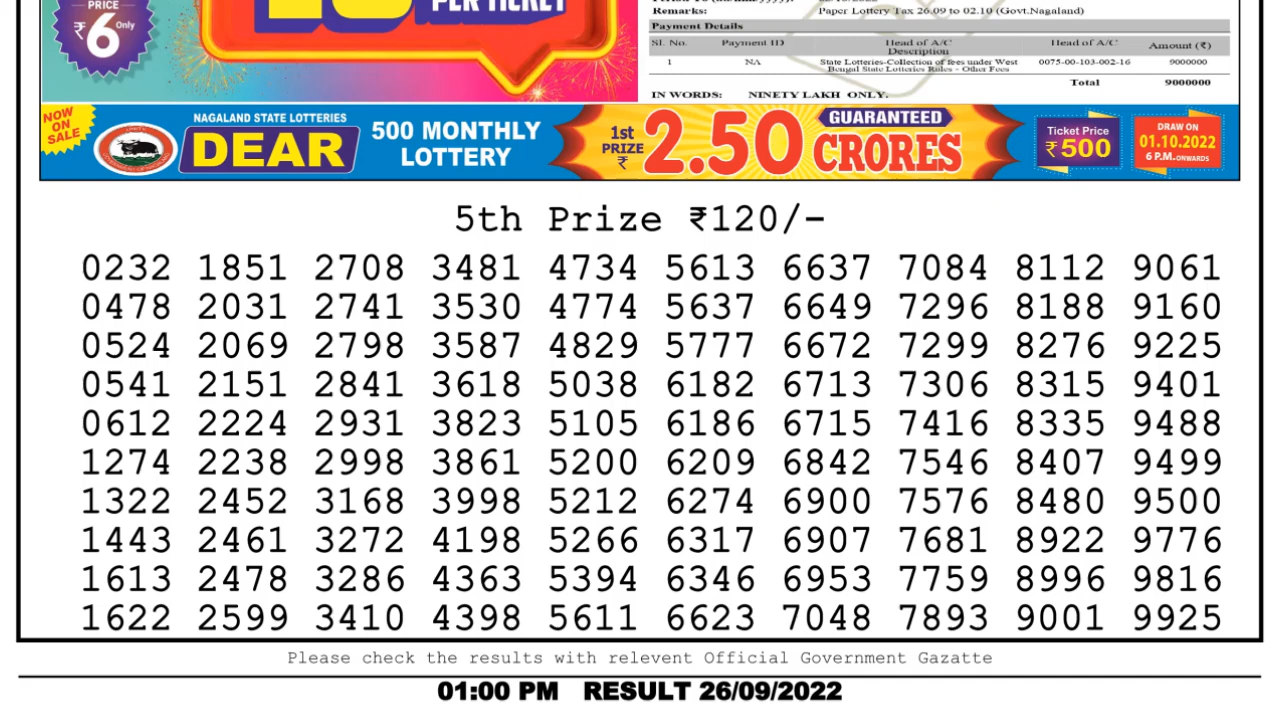 PRICE
₹6 Only
PER TICKET
Remarks: Paper Lottery Tax 26.09 to 02.10 (Govt.Nagaland)
Payment Details
Sl. No. Payment ID Head of A/C Description Head of A/C Amount (₹)
1 NA State Lotteries-Collection of fees under West Bengal State Lotteries Rules - Other Fees 0075-00-103-002-16 9000000
Total 9000000
IN WORDS: NINETY LAKH ONLY.
NOW ON SALE
NAGALAND STATE LOTTERIES
DEAR
500 MONTHLY
LOTTERY
1st PRIZE ₹ 2.50 CRORES
GUARANTEED
Ticket Price
₹500
DRAW ON
01.10.2022
6 P.M. ONWARDS
5th Prize ₹120/-
0232 1851 2708 3481 4734 5613 6637 7084 8112 9061
0478 2031 2741 3530 4774 5637 6649 7296 8188 9160
0524 2069 2798 3587 4829 5777 6672 7299 8276 9225
0541 2151 2841 3618 5038 6182 6713 7306 8315 9401
0612 2224 2931 3823 5105 6186 6715 7416 8335 9488
1274 2238 2998 3861 5200 6209 6842 7546 8407 9499
1322 2452 3168 3998 5212 6274 6900 7576 8480 9500
1443 2461 3272 4198 5266 6317 6907 7681 8922 9776
1613 2478 3286 4363 5394 6346 6953 7759 8996 9816
1622 2599 3410 4398 5611 6623 7048 7893 9001 9925
Please check the results with relevent Official Government Gazatte
01:00 PM RESULT 26/09/2022